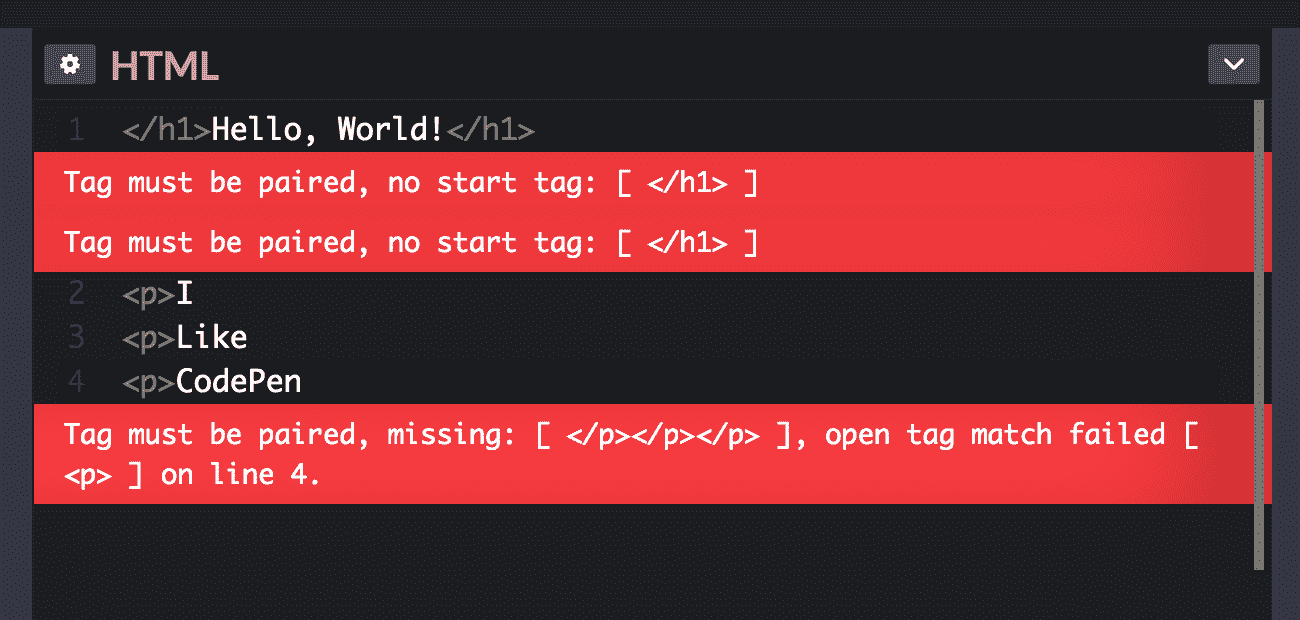 HTML
1 </h1>Hello, World!</h1>
Tag must be paired, no start tag: [ </h1> ]
Tag must be paired, no start tag: [ </h1> ]
2 <p>I
3 <p>Like
4 <p>CodePen
Tag must be paired, missing: [ </p></p></p> ], open tag match failed [
<p> ] on line 4.